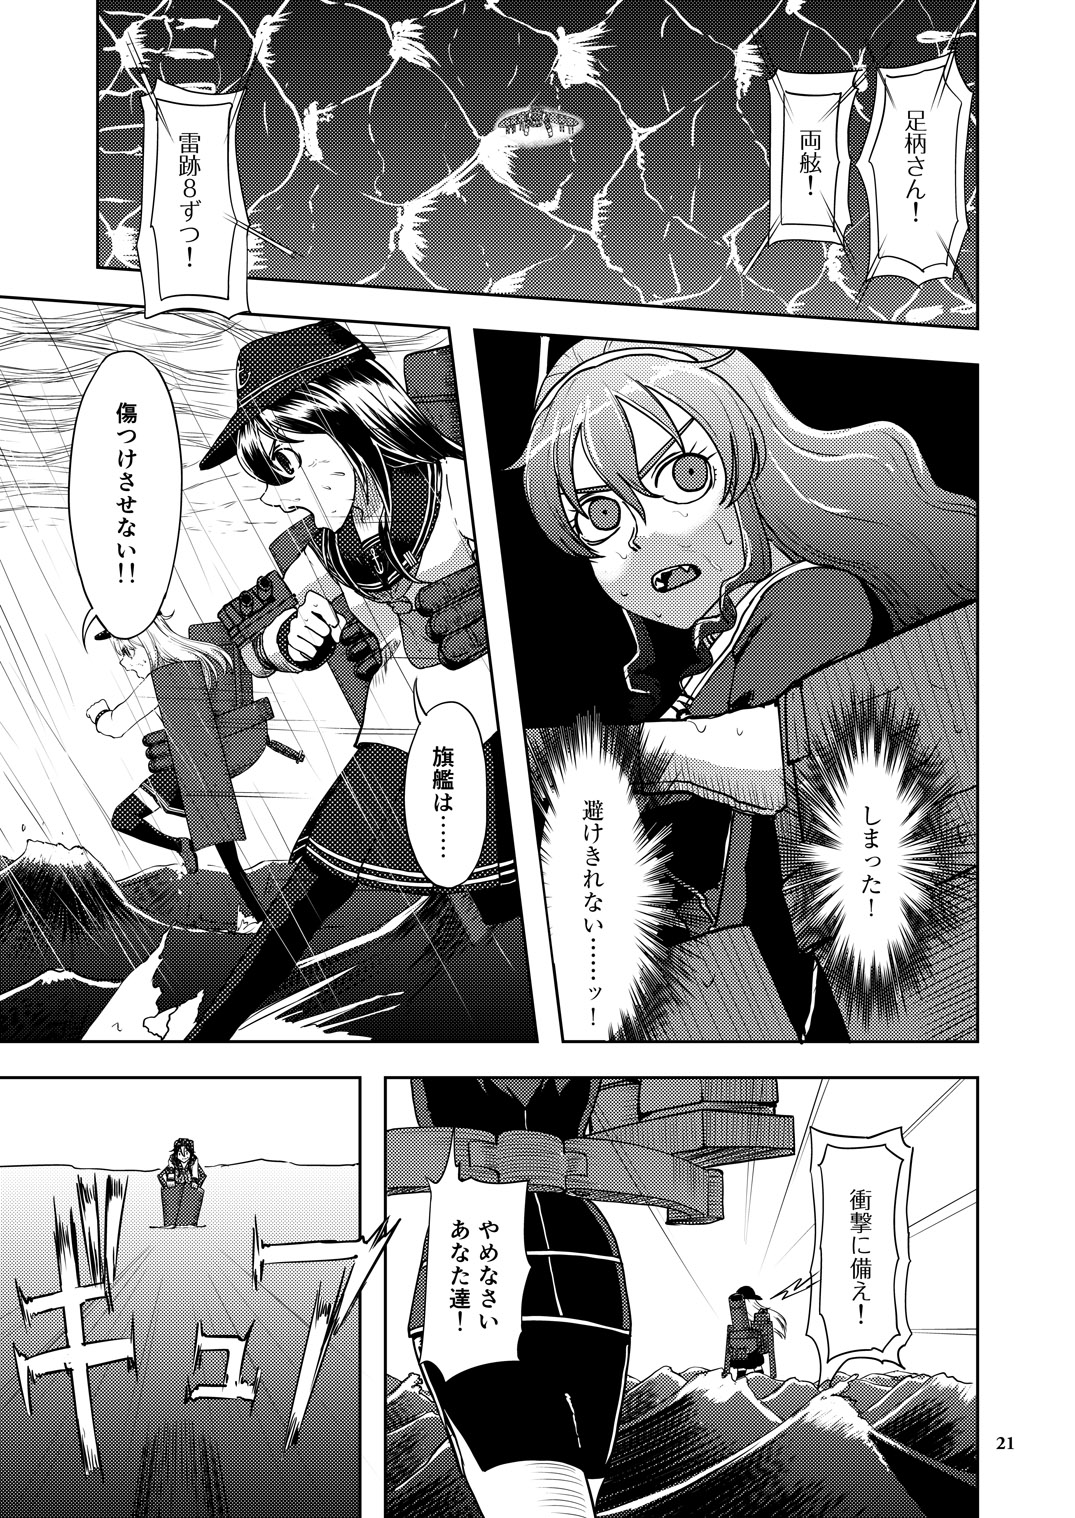 足柄さん！
両舷！
雷跡８ずつ！
しまった！
避けきれない……ッ！
旗艦は……
傷つけさせない!!
衝撃に備え！
やめなさい
あなた達！
キュ
21